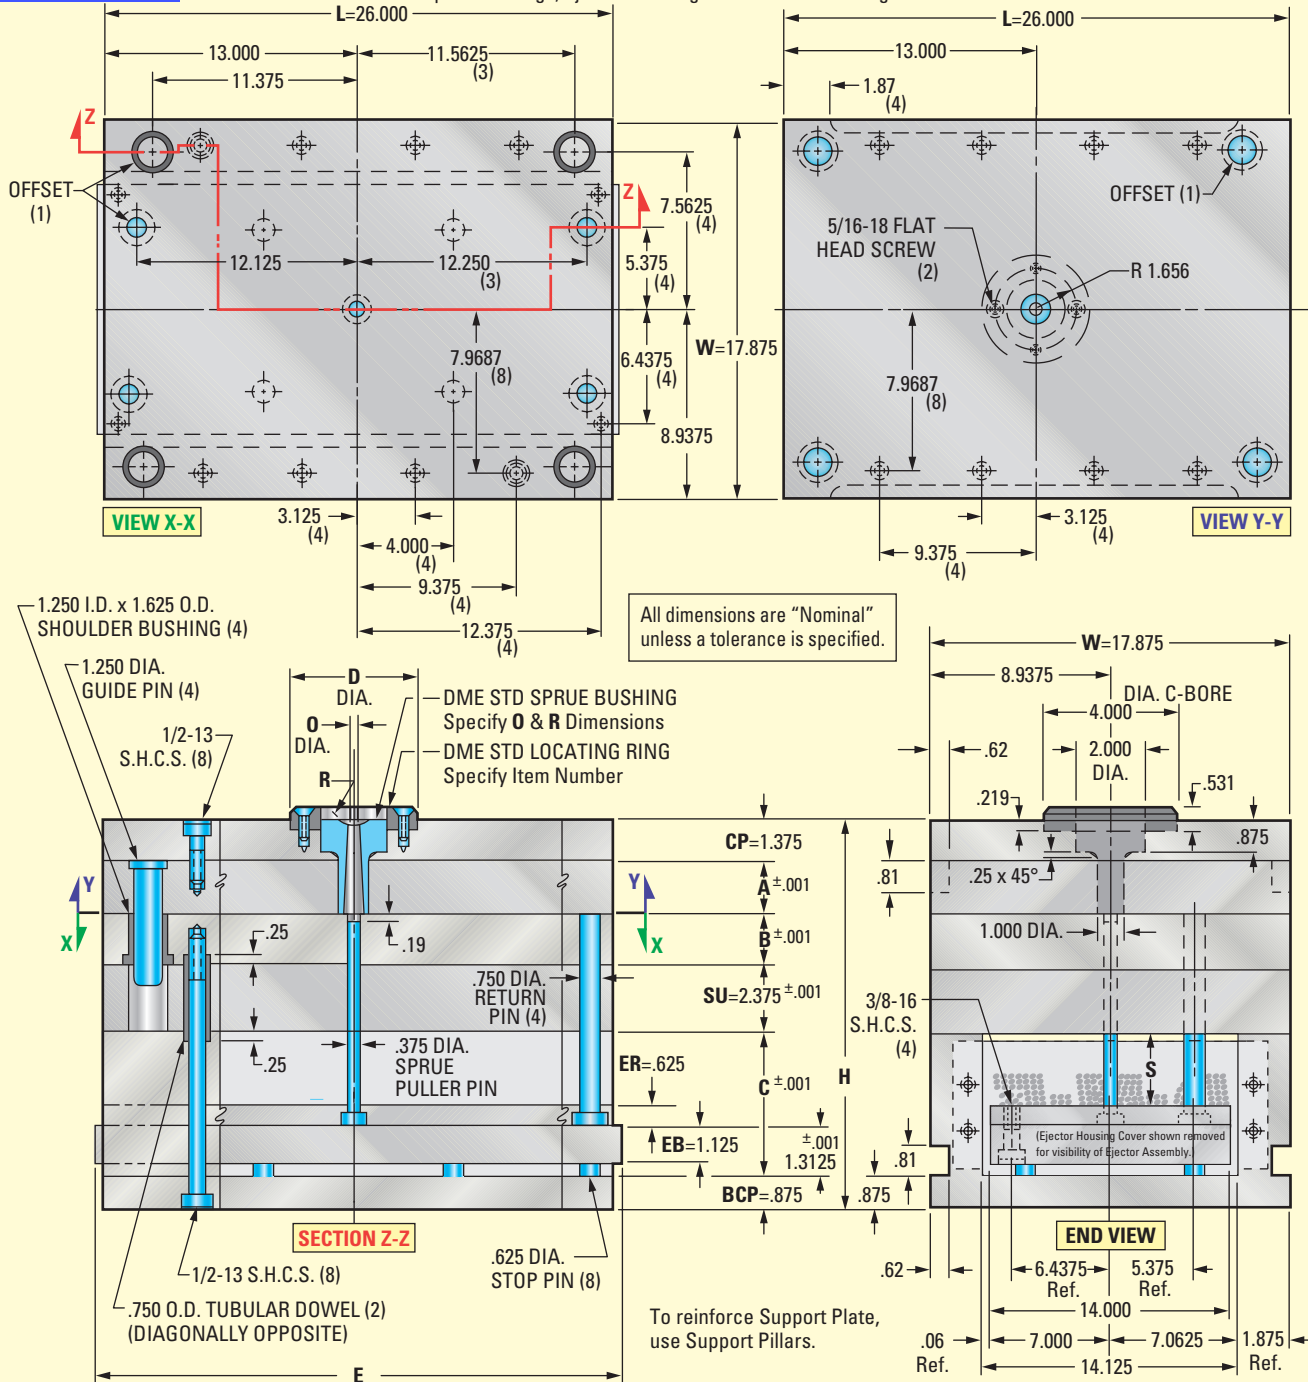 L=26.000
13.000
11.5625
(3)
11.375
Z
OFFSET
(1)
Z
7.5625
(4)
12.125
12.250
(3)
5.375
(4)
7.9687
(8)
6.4375
(4)
W=17.875
8.9375
VIEW X-X
3.125
(4)
4.000
(4)
9.375
(4)
12.375
(4)
L=26.000
13.000
1.87
(4)
OFFSET (1)
5/16-18 FLAT
HEAD SCREW
(2)
R 1.656
7.9687
(8)
3.125
(4)
9.375
(4)
VIEW Y-Y
All dimensions are “Nominal”
unless a tolerance is specified.
1.250 I.D. x 1.625 O.D.
SHOULDER BUSHING (4)
1.250 DIA.
GUIDE PIN (4)
1/2-13
S.H.C.S. (8)
D
DIA.
O
DIA.
R
DME STD SPRUE BUSHING
Specify O & R Dimensions
DME STD LOCATING RING
Specify Item Number
CP=1.375
Y
X
A ±.001
Y
X
B ±.001
.25
.19
.750 DIA.
RETURN
PIN (4)
SU=2.375 ±.001
.25
.375 DIA.
SPRUE
PULLER PIN
ER=.625
C ±.001
H
EB=1.125
±.001
1.3125
BCP=.875
SECTION Z-Z
1/2-13 S.H.C.S. (8)
.625 DIA.
STOP PIN (8)
.750 O.D. TUBULAR DOWEL (2)
(DIAGONALLY OPPOSITE)
E
To reinforce Support Plate,
use Support Pillars.
W=17.875
8.9375
DIA. C-BORE
4.000
.62
2.000
DIA.
.219
.531
.875
.81
.25 x 45°
1.000 DIA.
3/8-16
S.H.C.S.
(4)
S
(Ejector Housing Cover shown removed
for visibility of Ejector Assembly.)
.81
.875
END VIEW
.62
6.4375
Ref.
5.375
Ref.
14.000
.06
Ref.
7.000
7.0625
1.875
Ref.
14.125